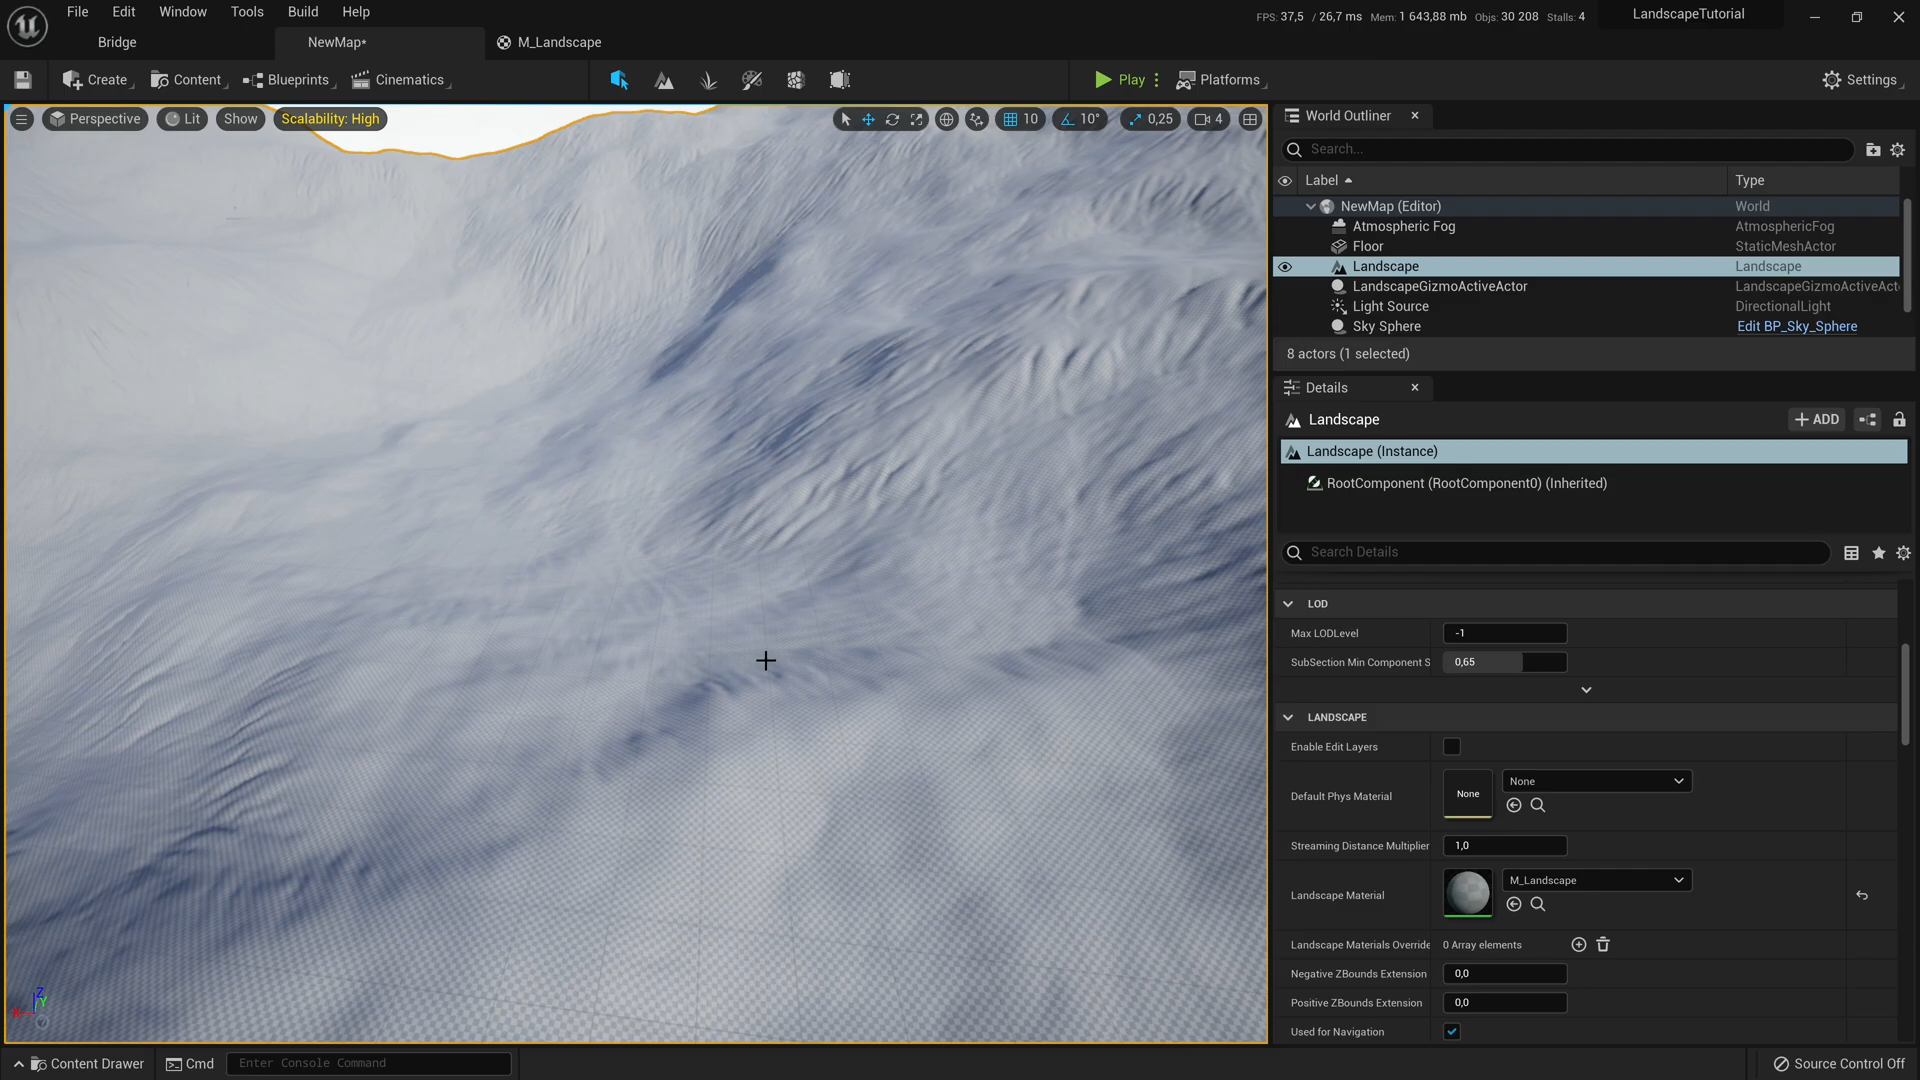 File Edit Window Tools Build Help
FPS: 37,5 / 26,7 ms Mem: 1 643,88 mb Objs: 30 208 Stalls: 4
LandscapeTutorial
Bridge
NewMap*
M_Landscape
Create
Content
Blueprints
Cinematics
Play
Platforms
Settings
Perspective
Lit
Show
Scalability: High
10
10°
0,25
4
World Outliner
Search...
Label
Type
NewMap (Editor) World
Atmospheric Fog AtmosphericFog
Floor StaticMeshActor
Landscape Landscape
LandscapeGizmoActiveActor LandscapeGizmoActiveAct
Light Source DirectionalLight
Sky Sphere Edit BP_Sky_Sphere
8 actors (1 selected)
Details
Landscape
ADD
Landscape (Instance)
RootComponent (RootComponent0) (Inherited)
Search Details
LOD
Max LODLevel -1
SubSection Min Component S 0,65
LANDSCAPE
Enable Edit Layers
Default Phys Material None None
Streaming Distance Multiplier 1,0
Landscape Material M_Landscape
Landscape Materials Override 0 Array elements
Negative ZBounds Extension 0,0
Positive ZBounds Extension 0,0
Used for Navigation
Z
Y
X
Content Drawer
Cmd
Enter Console Command
Source Control Off